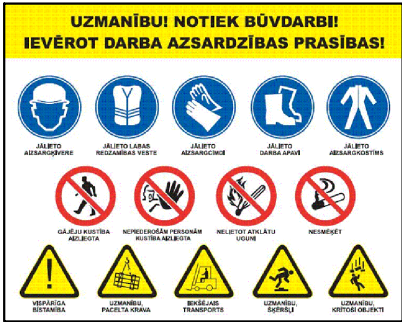 UZMANĪBU! NOTIEK BŪVDARBI!
IEVĒROT DARBA AZSARDZĪBAS PRASĪBAS!
JĀLIETO
AIZSARGĶIVERE
JĀLIETO LABAS
REDZAMĪBAS VESTE
JĀLIETO
AIZSARGCIMDI
JĀLIETO
DARBA APAVI
JĀLIETO
AIZSARGKOSTĪMS
GĀJĒJU KUSTĪBA
AIZLIEGTA
NEPIEDEROŠĀM PERSONĀM
KUSTĪBA AIZLIEGTA
NELIETOT ATKLĀTU
UGUNI
NESMĒĶĒT
VISPĀRĪGA
BĪSTAMĪBA
UZMANĪBU,
PACELTA KRAVA
IEKŠĒJAIS
TRANSPORTS
UZMANĪBU,
ŠĶĒRŠĻI
UZMANĪBU,
KRĪTOŠI OBJEKTI